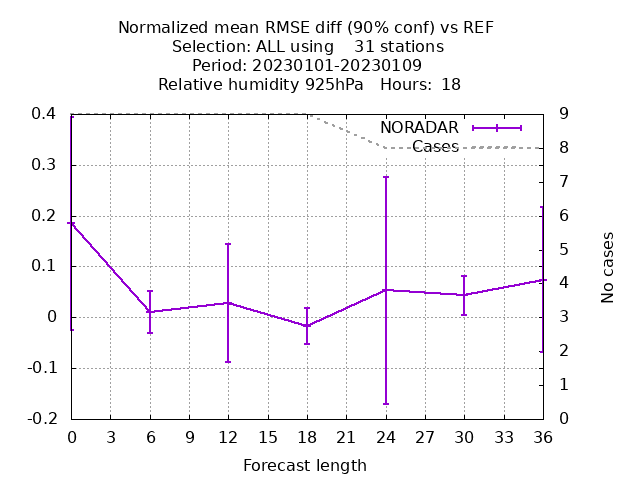 Normalized mean RMSE diff (90% conf) vs REF
Selection: ALL using    31 stations
Period: 20230101-20230109
Relative humidity 925hPa   Hours:  18
0.4
0.3
0.2
0.1
0
-0.1
-0.2
NORADAR
Cases
9
8
7
6
5
4
3
2
1
0
No cases
0 3 6 9 12 15 18 21 24 27 30 33 36
Forecast length